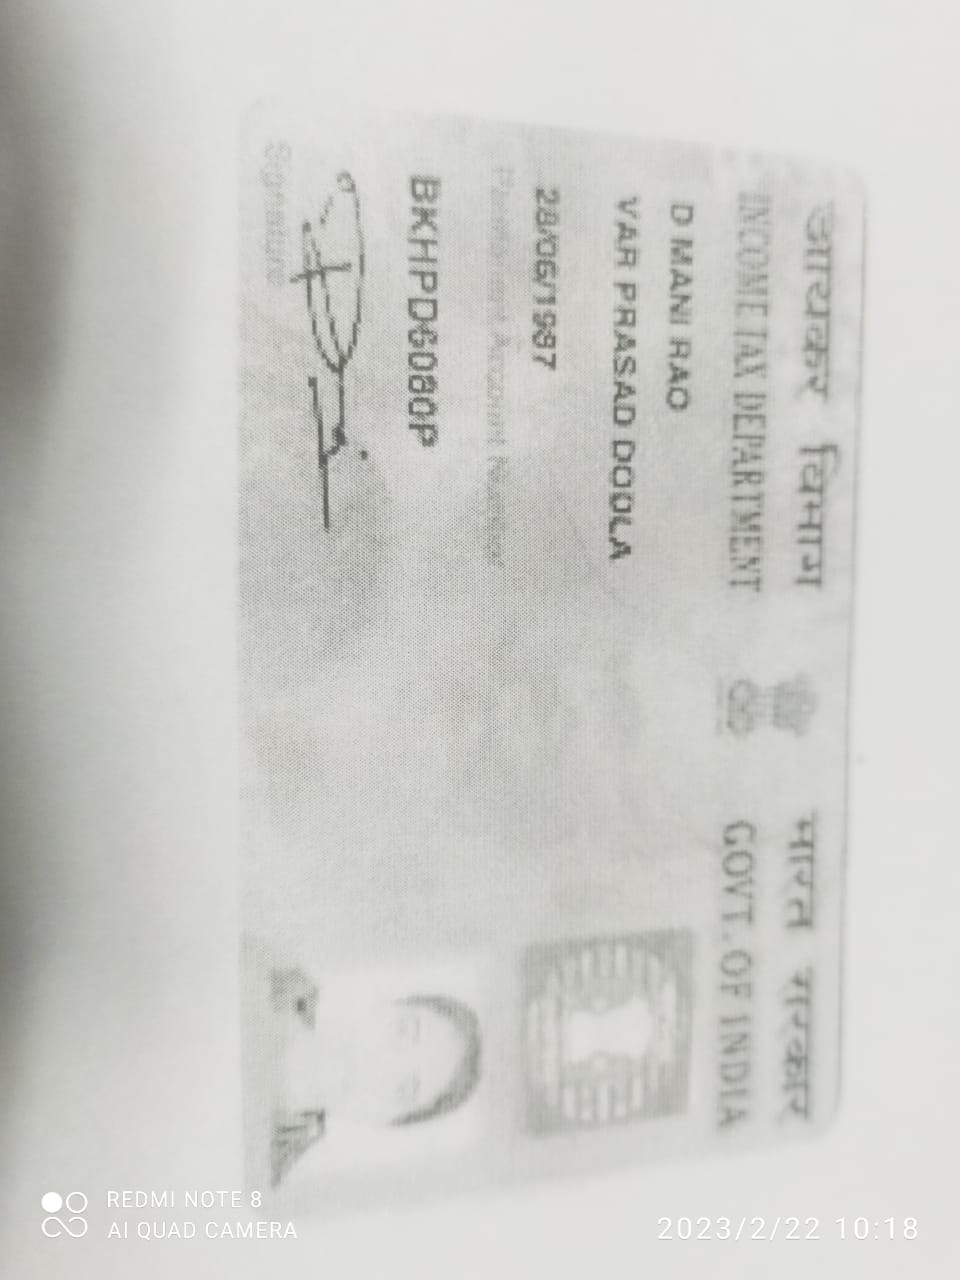 आयकर विभाग
INCOME TAX DEPARTMENT
भारत सरकार
GOVT. OF INDIA
D MANI RAO
VAR PRASAD DOOLA
28/06/1987
Permanent Account Number
BKHPD6080P
Signature
REDMI NOTE 8
AI QUAD CAMERA
2023/2/22 10:18